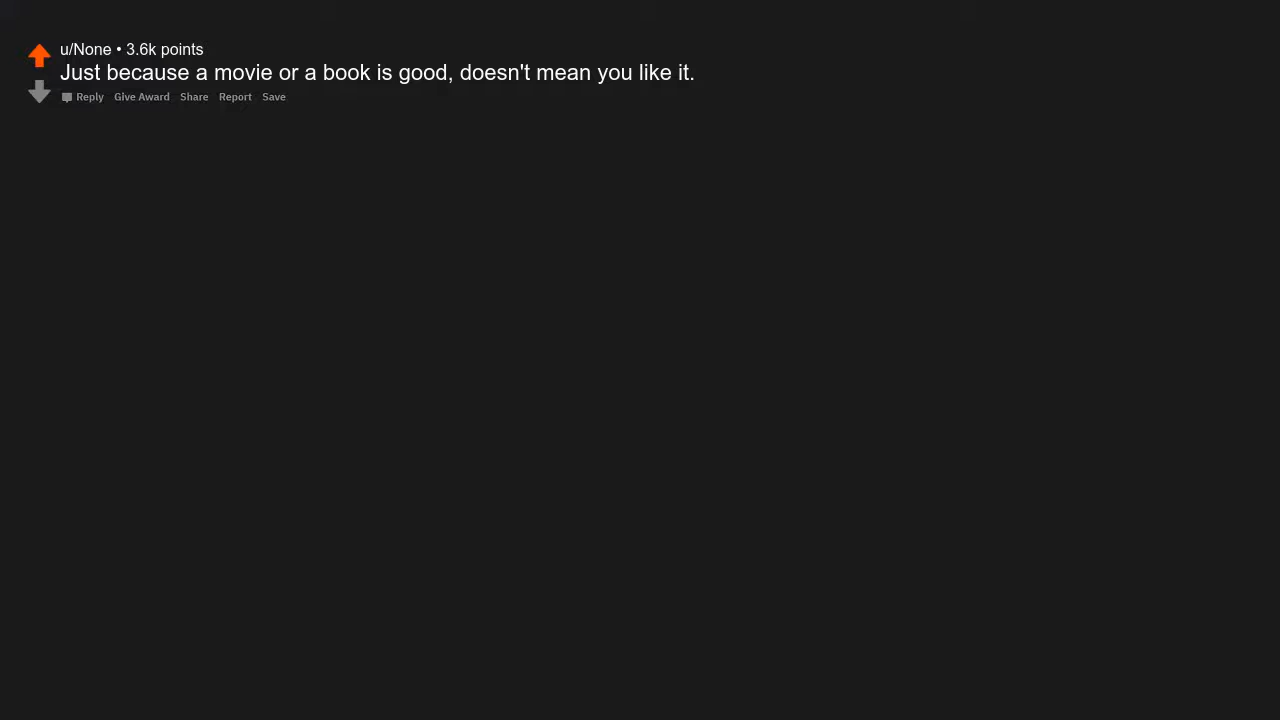 u/None • 3.6k points
Just because a movie or a book is good, doesn't mean you like it.
Reply Give Award Share Report Save